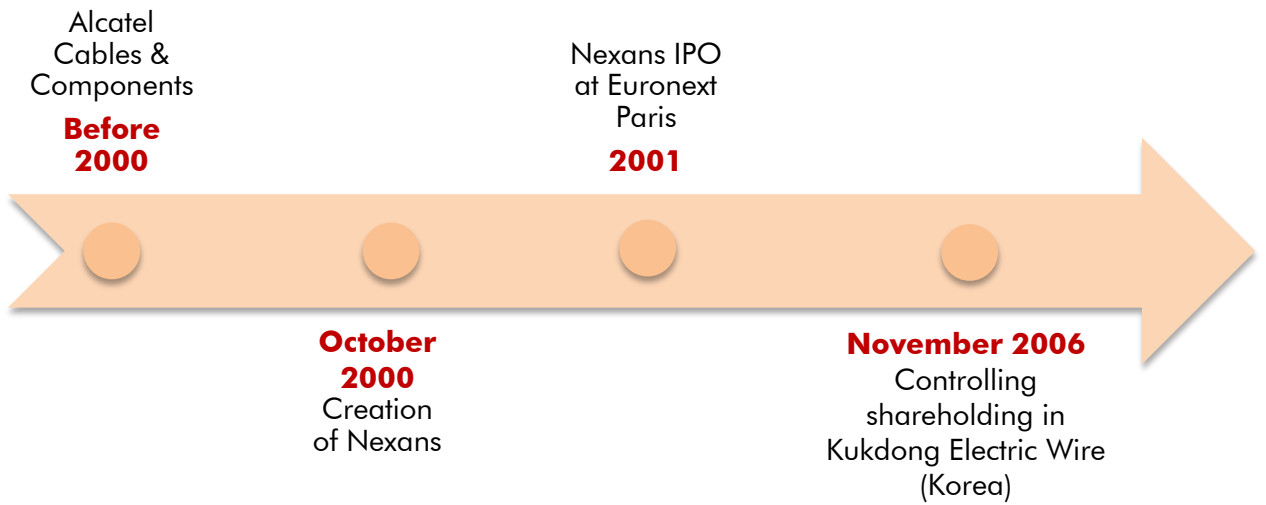 Alcatel
Cables &
Components
Before
2000
October
2000
Creation
of Nexans
Nexans IPO
at Euronext
Paris
2001
November 2006
Controlling
shareholding in
Kukdong Electric Wire
(Korea)